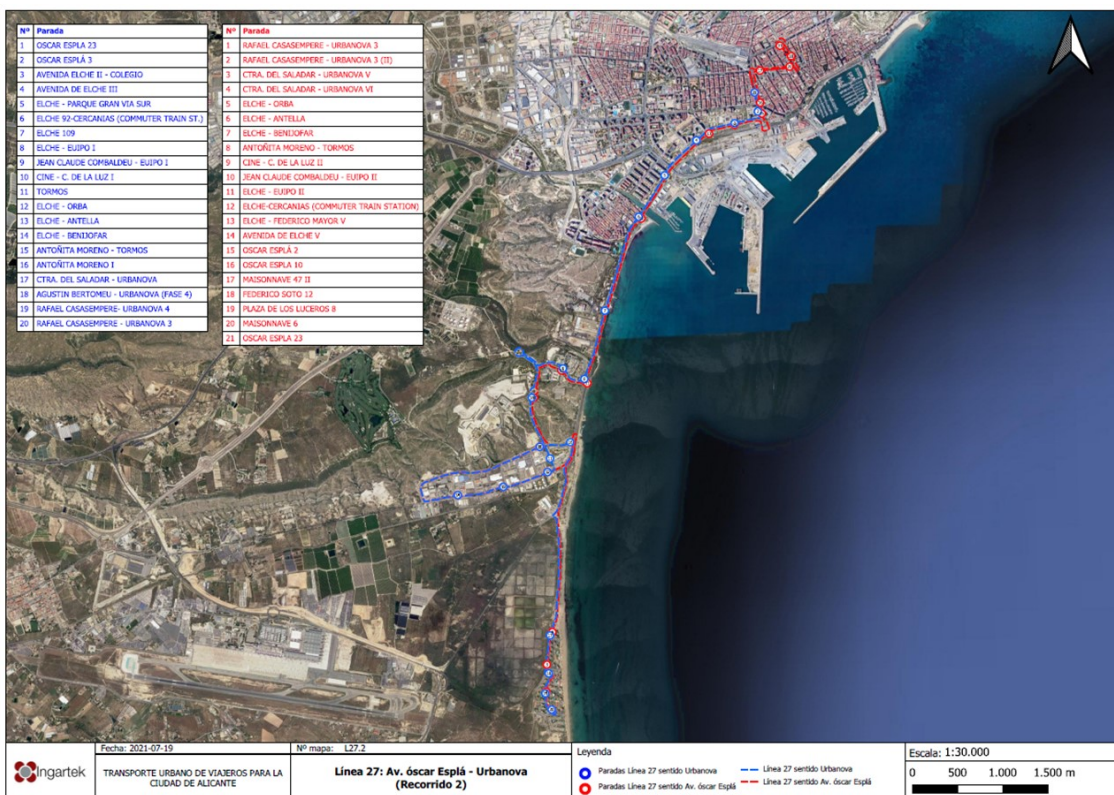 Nº Parada
1 OSCAR ESPLA 23
2 OSCAR ESPLÁ 3
3 AVENIDA ELCHE II - COLEGIO
4 AVENIDA DE ELCHE III
5 ELCHE - PARQUE GRAN VIA SUR
6 ELCHE 92-CERCANIAS (COMMUTER TRAIN ST.)
7 ELCHE 109
8 ELCHE - EUIPO I
9 JEAN CLAUDE COMBALDEU - EUIPO I
10 CINE - C. DE LA LUZ I
11 TORMOS
12 ELCHE - ORBA
13 ELCHE - ANTELLA
14 ELCHE - BENIJOFAR
15 ANTOÑITA MORENO - TORMOS
16 ANTOÑITA MORENO I
17 CTRA. DEL SALADAR - URBANOVA
18 AGUSTIN BERTOMEU - URBANOVA (FASE 4)
19 RAFAEL CASASEMPERE- URBANOVA 4
20 RAFAEL CASASEMPERE - URBANOVA 3
Nº Parada
1 RAFAEL CASASEMPERE - URBANOVA 3
2 RAFAEL CASASEMPERE - URBANOVA 3 (II)
3 CTRA. DEL SALADAR - URBANOVA V
4 CTRA. DEL SALADAR - URBANOVA VI
5 ELCHE - ORBA
6 ELCHE - ANTELLA
7 ELCHE - BENIJOFAR
8 ANTOÑITA MORENO - TORMOS
9 CINE - C. DE LA LUZ II
10 JEAN CLAUDE COMBALDEU - EUIPO II
11 ELCHE - EUIPO II
12 ELCHE-CERCANIAS (COMMUTER TRAIN STATION)
13 ELCHE - FEDERICO MAYOR V
14 AVENIDA DE ELCHE V
15 OSCAR ESPLÁ 2
16 OSCAR ESPLA 10
17 MAISONNAVE 47 II
18 FEDERICO SOTO 12
19 PLAZA DE LOS LUCEROS 8
20 MAISONNAVE 6
21 OSCAR ESPLA 23
Ingartek
Fecha: 2021-07-19
TRANSPORTE URBANO DE VIAJEROS PARA LA
CIUDAD DE ALICANTE
Nº mapa: L27.2
Línea 27: Av. óscar Esplá - Urbanova
(Recorrido 2)
Leyenda
Paradas Línea 27 sentido Urbanova
Paradas Línea 27 sentido Av. óscar Esplá
Línea 27 sentido Urbanova
Línea 27 sentido Av. óscar Esplá
Escala: 1:30.000
0 500 1.000 1.500 m